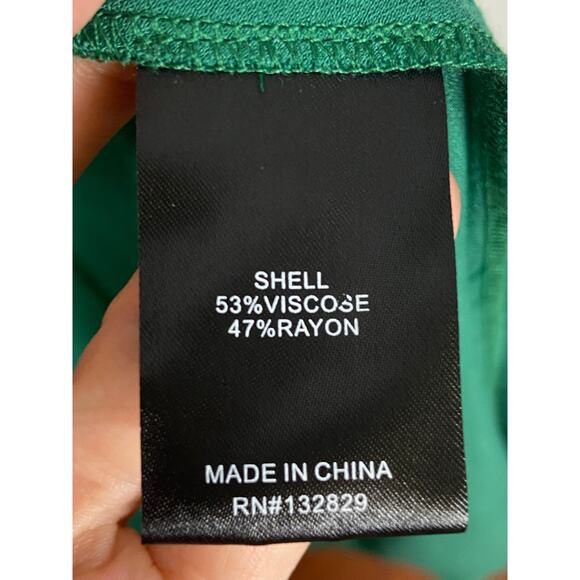 SHELL
53%VISCOSE
47%RAYON
MADE IN CHINA
RN#132829